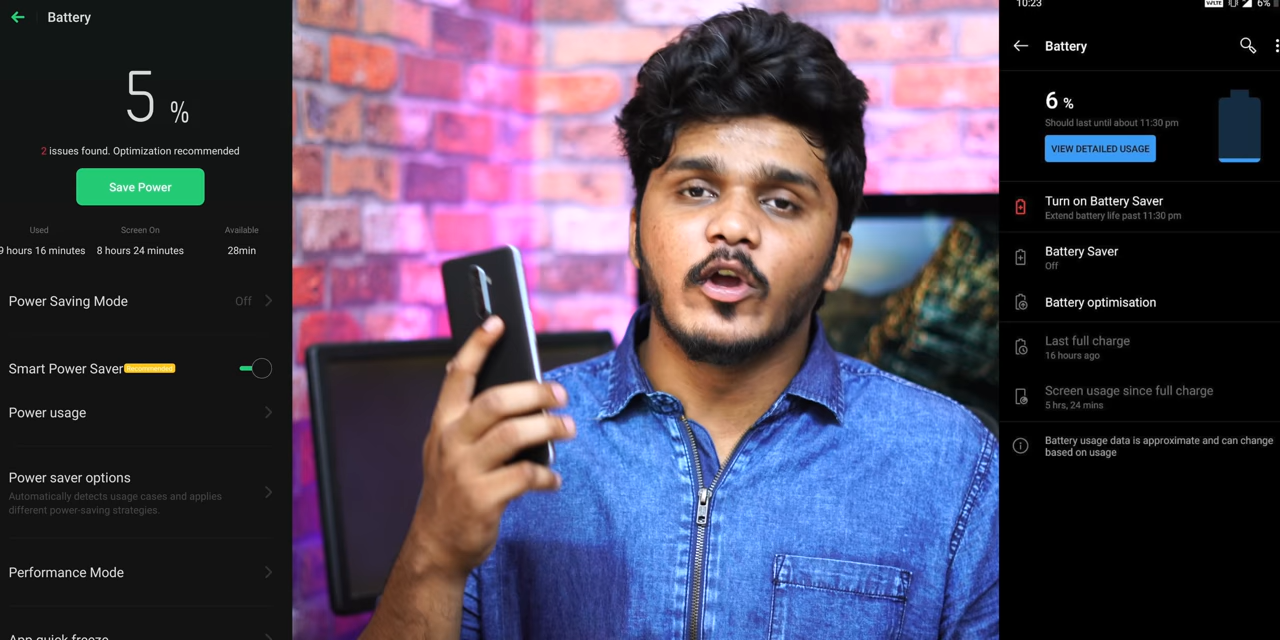 Battery
5 %
2 issues found. Optimization recommended
Save Power
Used Screen On Available
9 hours 16 minutes 8 hours 24 minutes 28min
Power Saving Mode Off
Smart Power Saver Recommended
Power usage
Power saver options
Automatically detects usage cases and applies
different power-saving strategies.
Performance Mode
App quick freeze
10:23 VoLTE 6%
Battery
6 %
Should last until about 11:30 pm
VIEW DETAILED USAGE
Turn on Battery Saver
Extend battery life past 11:30 pm
Battery Saver
Off
Battery optimisation
Last full charge
16 hours ago
Screen usage since full charge
5 hrs, 24 mins
Battery usage data is approximate and can change
based on usage